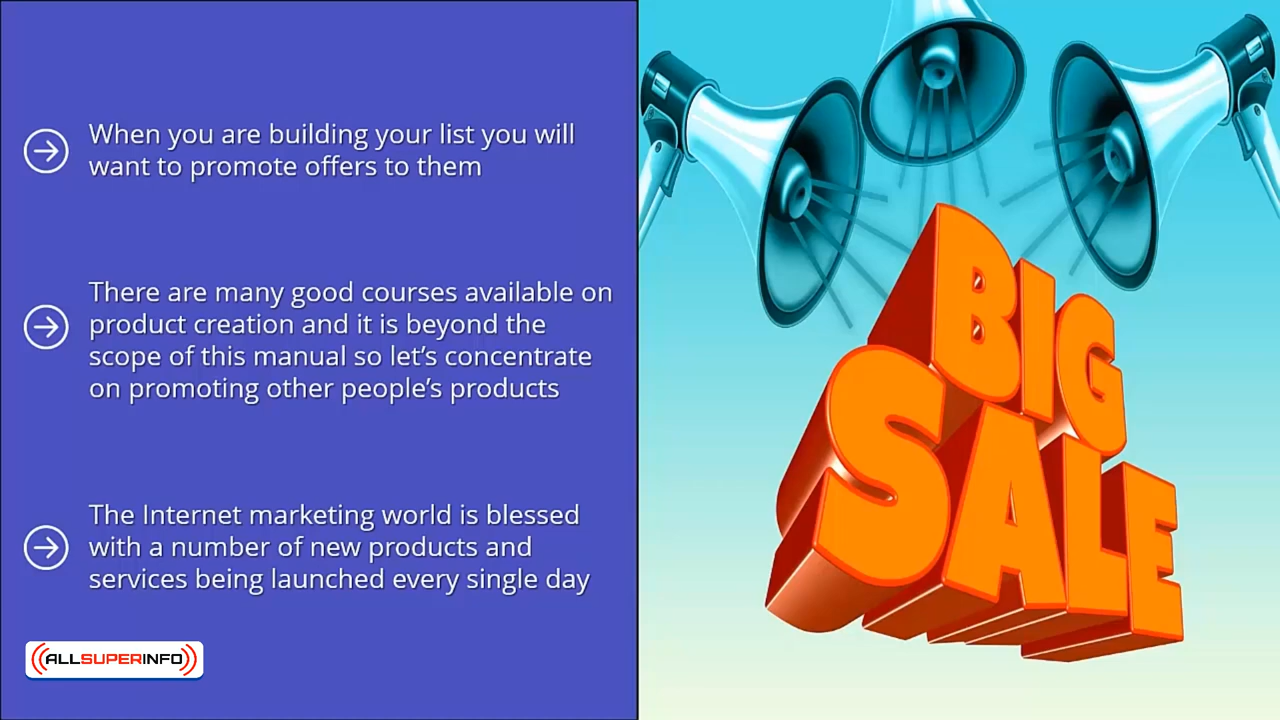 When you are building your list you will
want to promote offers to them
There are many good courses available on
product creation and it is beyond the
scope of this manual so let’s concentrate
on promoting other people’s products
The Internet marketing world is blessed
with a number of new products and
services being launched every single day
ALLSUPERINFO
BIG
SALE